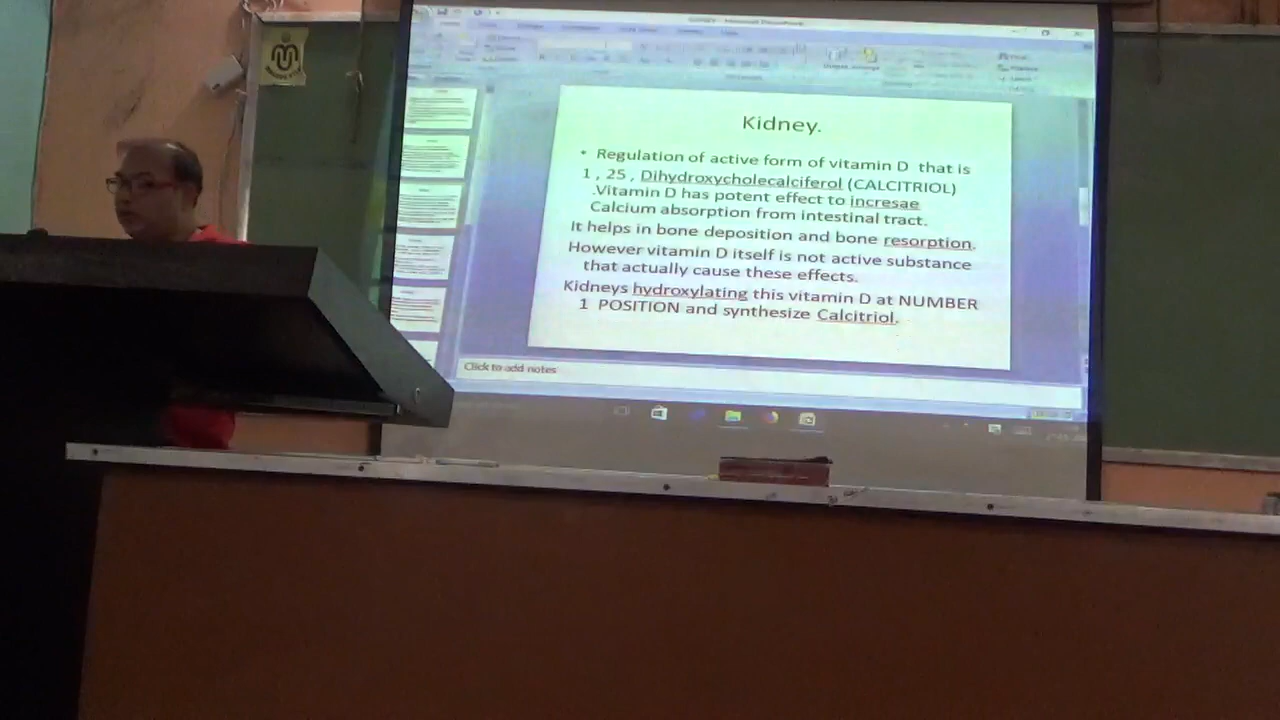 Kidney.
• Regulation of active form of vitamin D that is
1 , 25 , Dihydroxycholecalciferol (CALCITRIOL)
.Vitamin D has potent effect to incresae
Calcium absorption from intestinal tract.
It helps in bone deposition and bone resorption.
However vitamin D itself is not active substance
that actually cause these effects.
Kidneys hydroxylating this vitamin D at NUMBER
1 POSITION and synthesize Calcitriol.
Click to add notes